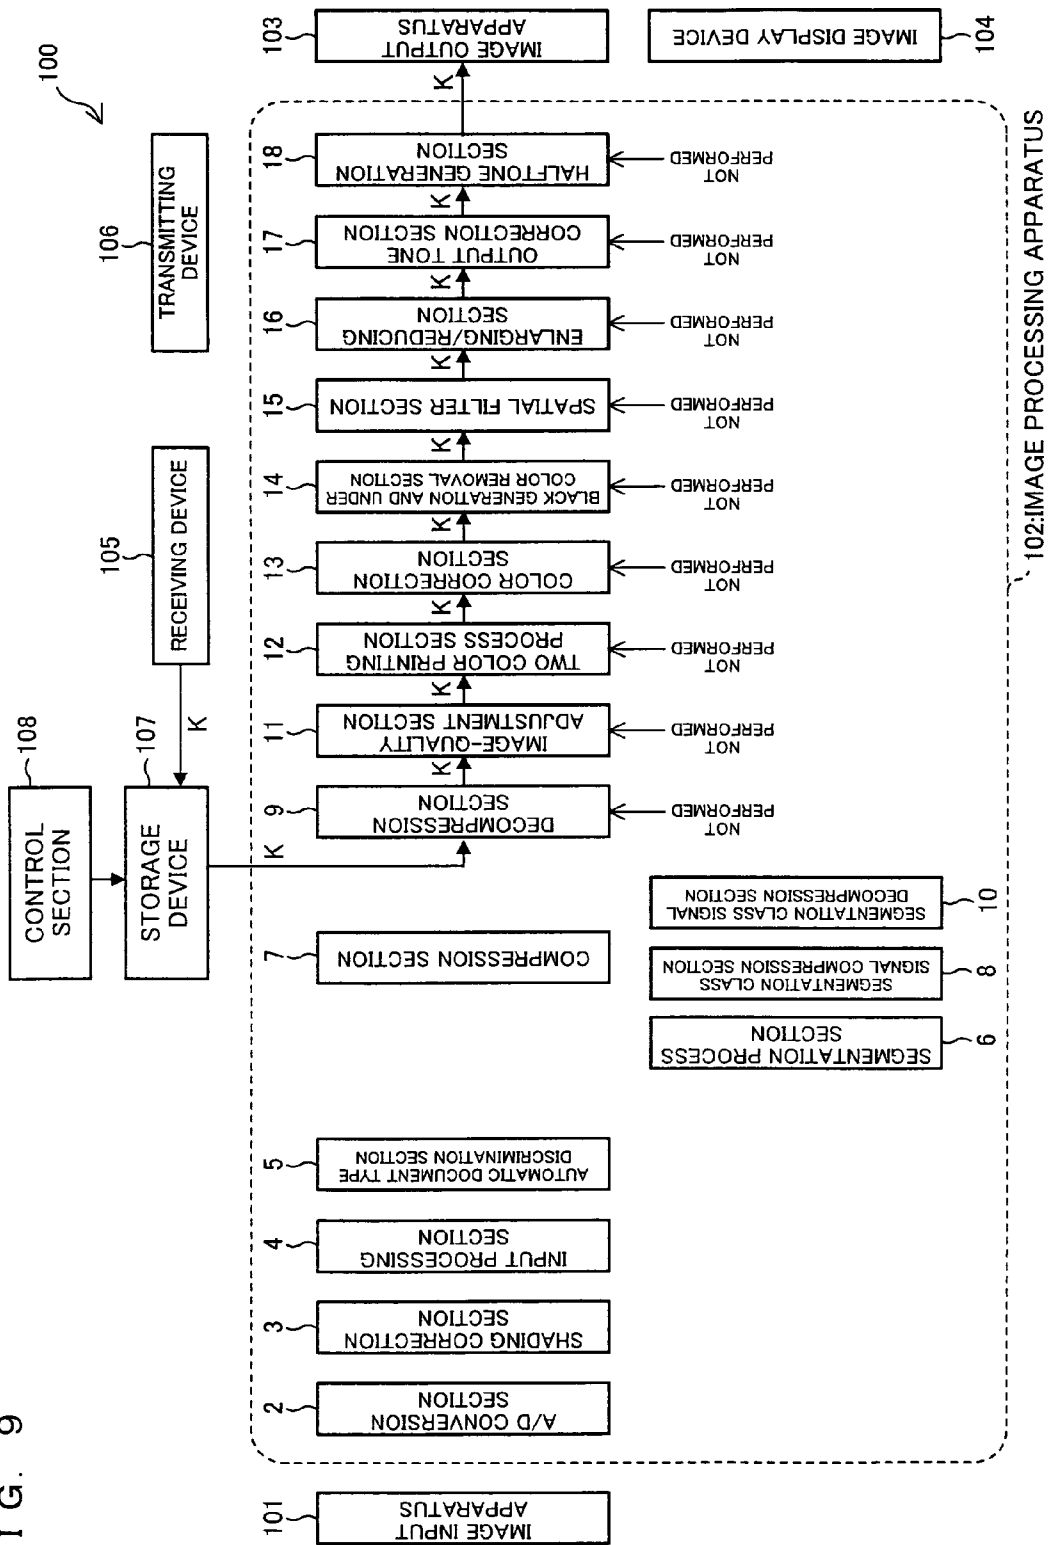 FIG. 9
100
101
IMAGE INPUT
APPARATUS
2
A/D CONVERSION
SECTION
3
SHADING CORRECTION
SECTION
4
INPUT PROCESSING
SECTION
5
AUTOMATIC DOCUMENT TYPE
DISCRIMINATION SECTION
6
SEGMENTATION PROCESS
SECTION
7
COMPRESSION SECTION
8
SEGMENTATION CLASS
SIGNAL COMPRESSION SECTION
10
SEGMENTATION CLASS SIGNAL
DECOMPRESSION SECTION
108
CONTROL
SECTION
107
STORAGE
DEVICE
K
105
RECEIVING DEVICE
106
TRANSMITTING
DEVICE
K
9
DECOMPRESSION
SECTION
NOT
PERFORMED
K
11
IMAGE-QUALITY
ADJUSTMENT SECTION
NOT
PERFORMED
K
12
TWO COLOR PRINTING
PROCESS SECTION
NOT
PERFORMED
K
13
COLOR CORRECTION
SECTION
NOT
PERFORMED
K
14
BLACK GENERATION AND UNDER
COLOR REMOVAL SECTION
NOT
PERFORMED
K
15
SPATIAL FILTER SECTION
NOT
PERFORMED
K
16
ENLARGING/REDUCING
SECTION
NOT
PERFORMED
K
17
OUTPUT TONE
CORRECTION SECTION
NOT
PERFORMED
K
18
HALFTONE GENERATION
SECTION
NOT
PERFORMED
K
103
IMAGE OUTPUT
APPARATUS
104
IMAGE DISPLAY DEVICE
102:IMAGE PROCESSING APPARATUS